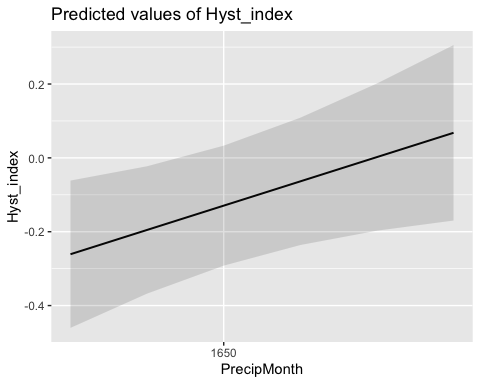 Predicted values of Hyst_index
0.2
0.0
-0.2
-0.4
Hyst_index
1650
PrecipMonth